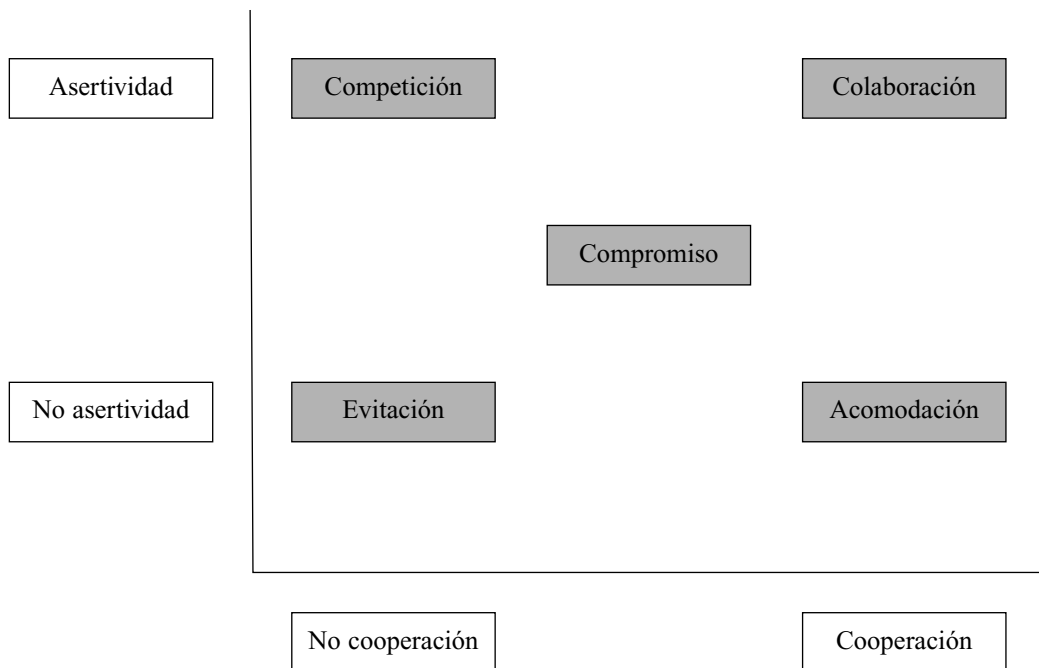 Asertividad
Competición
Colaboración
Compromiso
No asertividad
Evitación
Acomodación
No cooperación
Cooperación